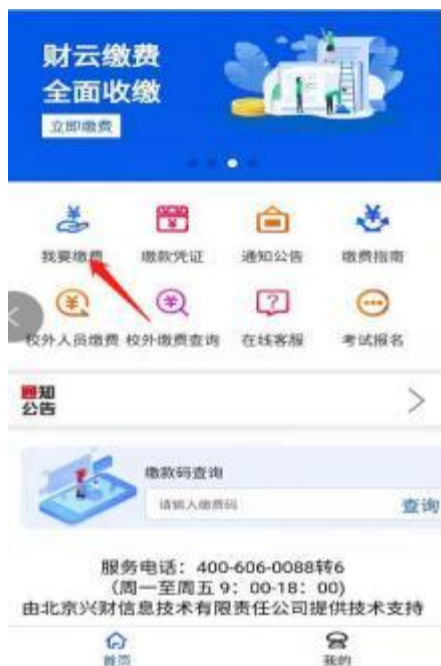 财云缴费
全面收缴
立即缴费
我要缴费 缴款凭证 通知公告 缴费指南
校外人员缴费 校外缴费查询 在线客服 考试报名
通知
公告
缴款码查询
请输入缴费码 查询
服务电话：400-606-0088转6
（周一至周五 9：00-18：00)
由北京兴财信息技术有限责任公司提供技术支持
首页 我的